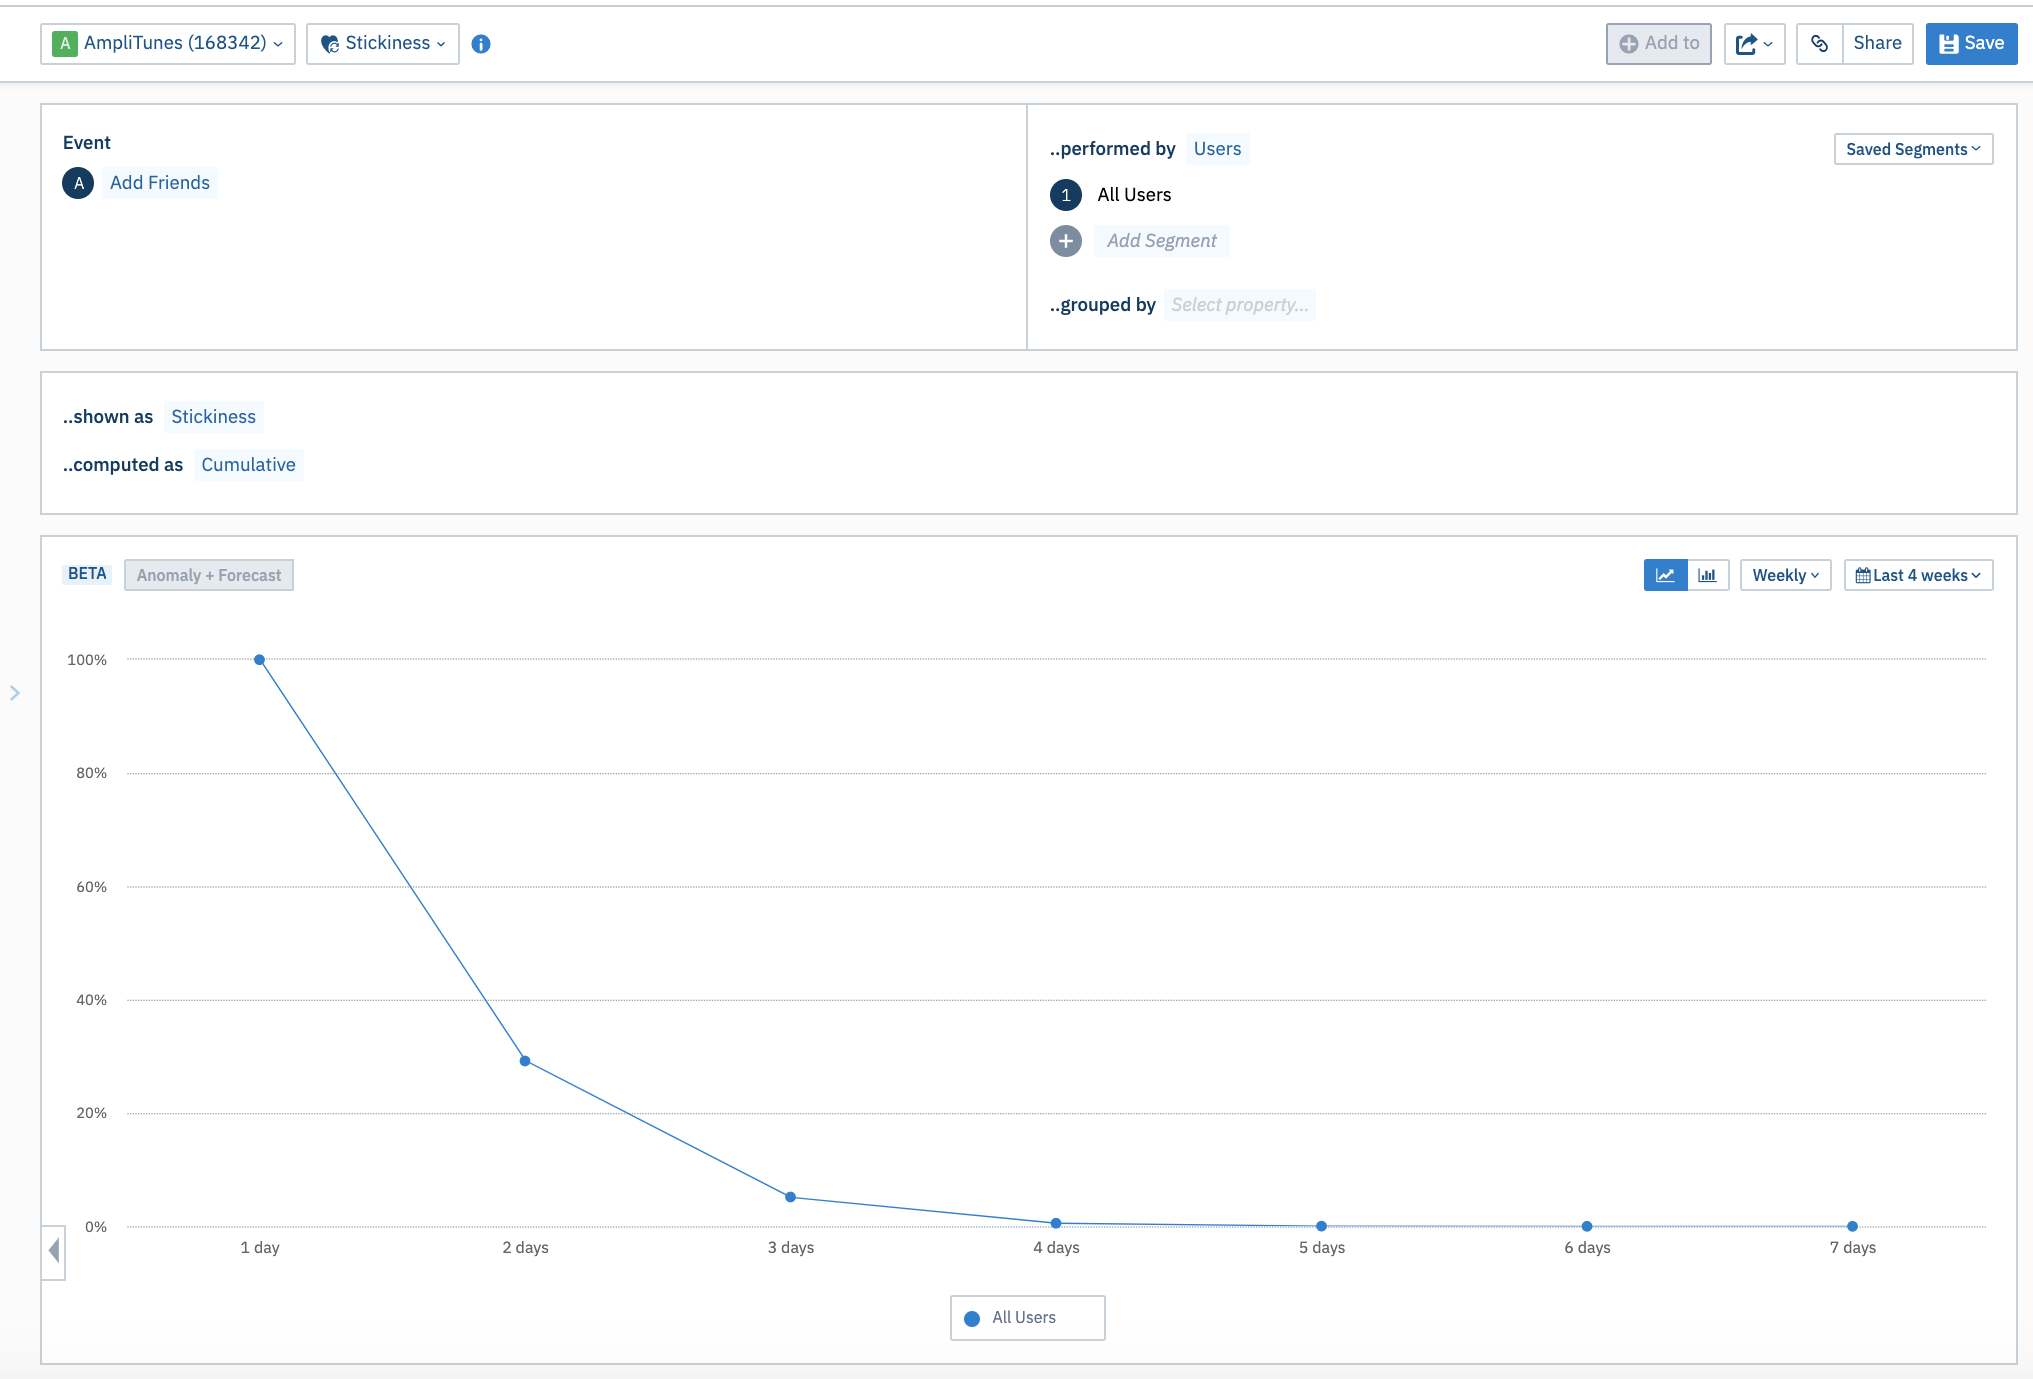 A AmpliTunes (168342) Stickiness Add to Share Save
Event
A Add Friends
..performed by Users Saved Segments
1 All Users
Add Segment
..grouped by Select property...
..shown as Stickiness
..computed as Cumulative
BETA Anomaly + Forecast Weekly Last 4 weeks
100%
80%
60%
40%
20%
0%
1 day 2 days 3 days 4 days 5 days 6 days 7 days
All Users